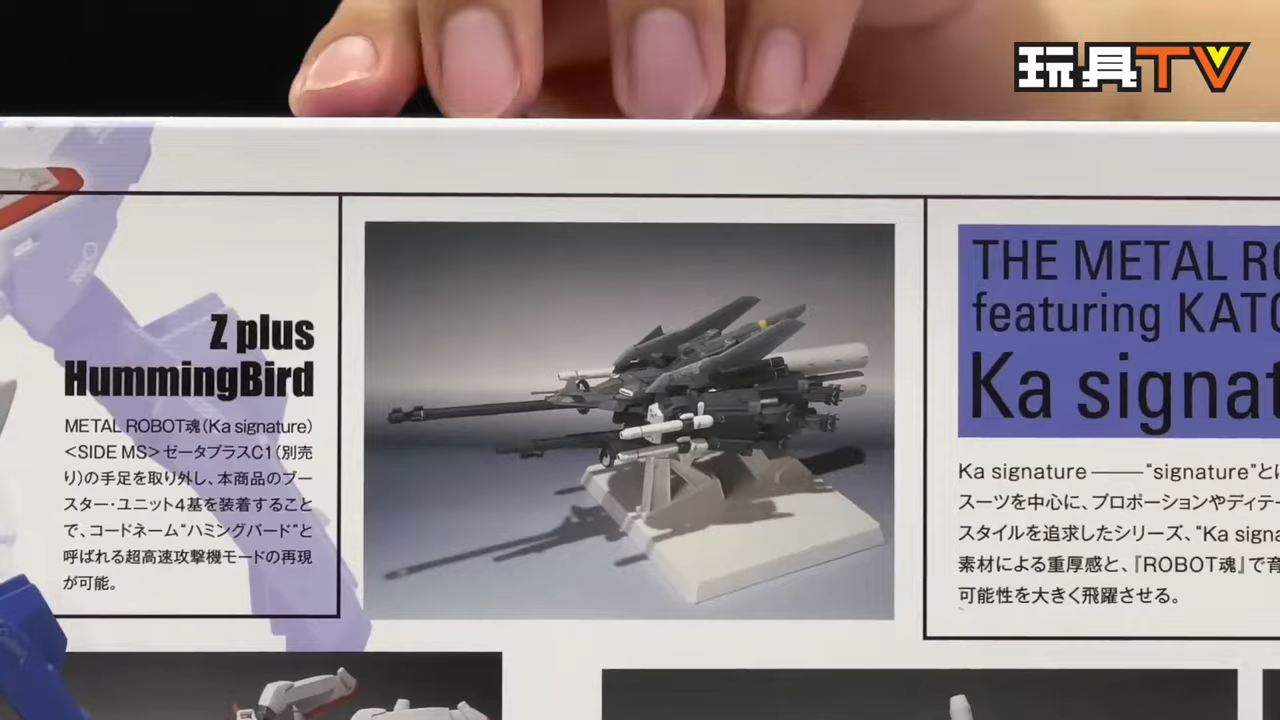 玩具TV
Z plus
HummingBird
METAL ROBOT魂(Ka signature)
<SIDE MS>ゼータプラスC1(別売
り)の手足を取り外し、本商品のブー
スター・ユニット4基を装着すること
で、コードネーム“ハミングバード”と
呼ばれる超高速攻撃機モードの再現
が可能。
THE METAL RO
featuring KATO
Ka signat
Ka signature ――“signature”とは
スーツを中心に、プロポーションやディテー
スタイルを追求したシリーズ、“Ka signa
素材による重厚感と、『ROBOT魂』で育
可能性を大きく飛躍させる。